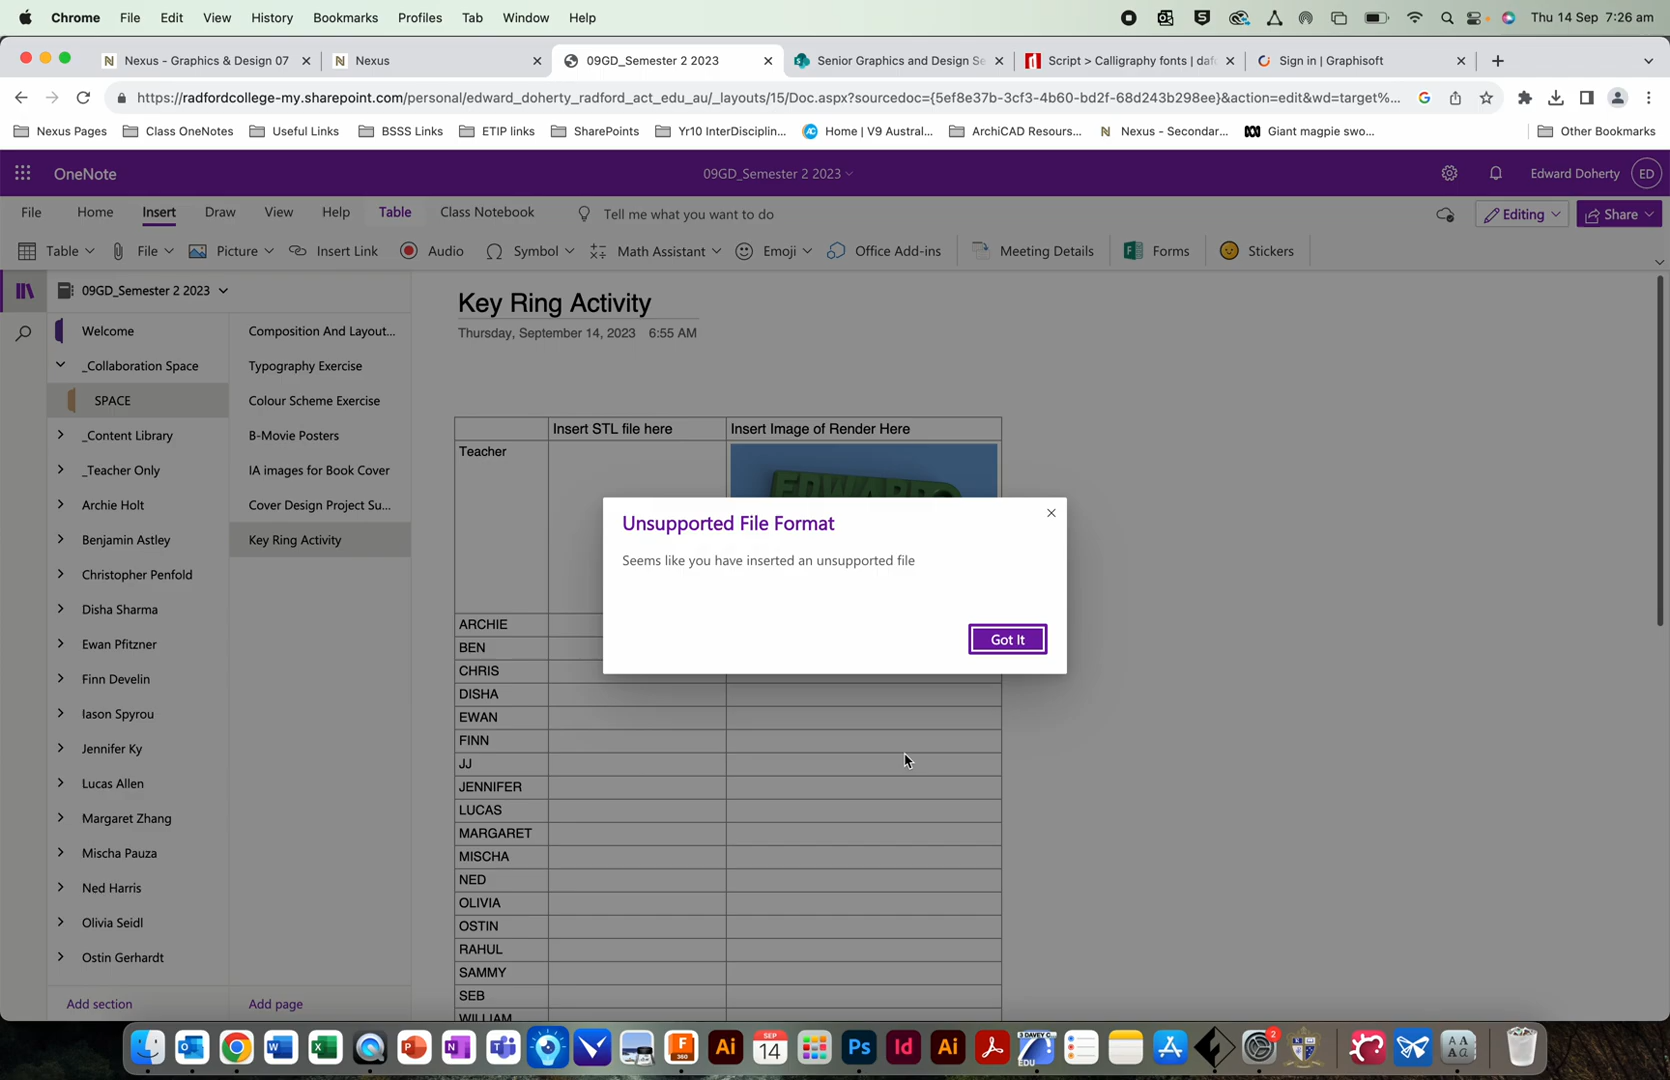 Chrome File Edit View History Bookmarks Profiles Tab Window Help Thu 14 Sep 7:26 am
Nexus - Graphics & Design 07 Nexus 09GD_Semester 2 2023 Senior Graphics and Design Se Script > Calligraphy fonts | daf Sign in | Graphisoft
https://radfordcollege-my.sharepoint.com/personal/edward_doherty_radford_act_edu_au/_layouts/15/Doc.aspx?sourcedoc={5ef8e37b-3cf3-4b60-bd2f-68d243b298ee}&action=edit&wd=target%...
Nexus Pages Class OneNotes Useful Links BSSS Links ETIP links SharePoints Yr10 InterDisciplin... Home | V9 Austral... ArchiCAD Resours... Nexus - Secondar... Giant magpie swo... Other Bookmarks
OneNote 09GD_Semester 2 2023 Edward Doherty ED
File Home Insert Draw View Help Table Class Notebook Tell me what you want to do Editing Share
Table File Picture Insert Link Audio Symbol Math Assistant Emoji Office Add-ins Meeting Details Forms Stickers
09GD_Semester 2 2023
Welcome
_Collaboration Space
SPACE
_Content Library
_Teacher Only
Archie Holt
Benjamin Astley
Christopher Penfold
Disha Sharma
Ewan Pfitzner
Finn Develin
Iason Spyrou
Jennifer Ky
Lucas Allen
Margaret Zhang
Mischa Pauza
Ned Harris
Olivia Seidl
Ostin Gerhardt
Add section
Composition And Layout...
Typography Exercise
Colour Scheme Exercise
B-Movie Posters
IA images for Book Cover
Cover Design Project Su...
Key Ring Activity
Add page
Key Ring Activity
Thursday, September 14, 2023 6:55 AM
Insert STL file here Insert Image of Render Here
Teacher
EDWARD
Unsupported File Format
Seems like you have inserted an unsupported file
Got It
ARCHIE
BEN
CHRIS
DISHA
EWAN
FINN
JJ
JENNIFER
LUCAS
MARGARET
MISCHA
NED
OLIVIA
OSTIN
RAHUL
SAMMY
SEB
WILLIAM
SEP
14
2